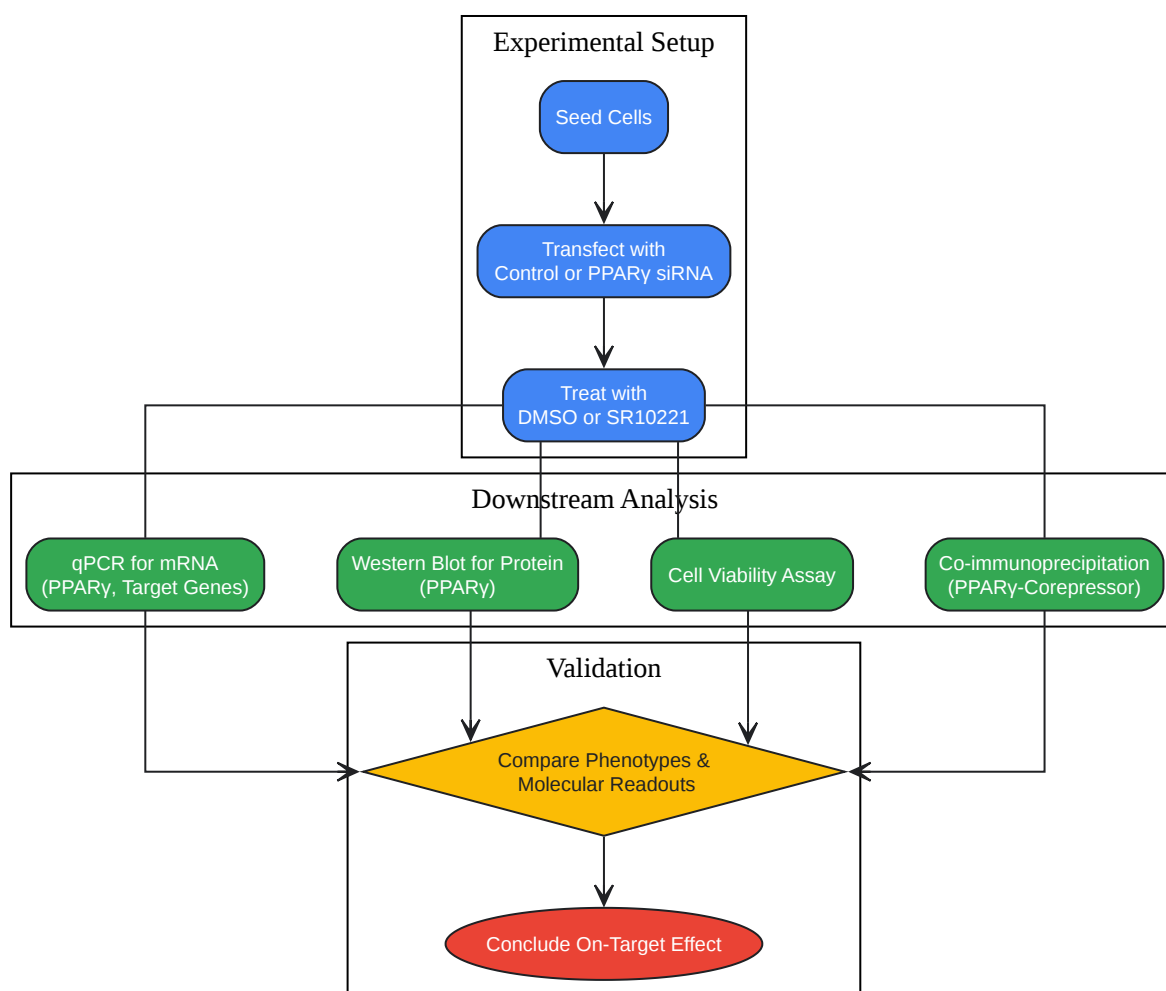 Experimental Setup
Seed Cells
Transfect with
Control or PPARγ siRNA
Treat with
DMSO or SR10221
Downstream Analysis
qPCR for mRNA
(PPARγ, Target Genes)
Western Blot for Protein
(PPARγ)
Cell Viability Assay
Co-immunoprecipitation
(PPARγ-Corepressor)
Validation
Compare Phenotypes &
Molecular Readouts
Conclude On-Target Effect